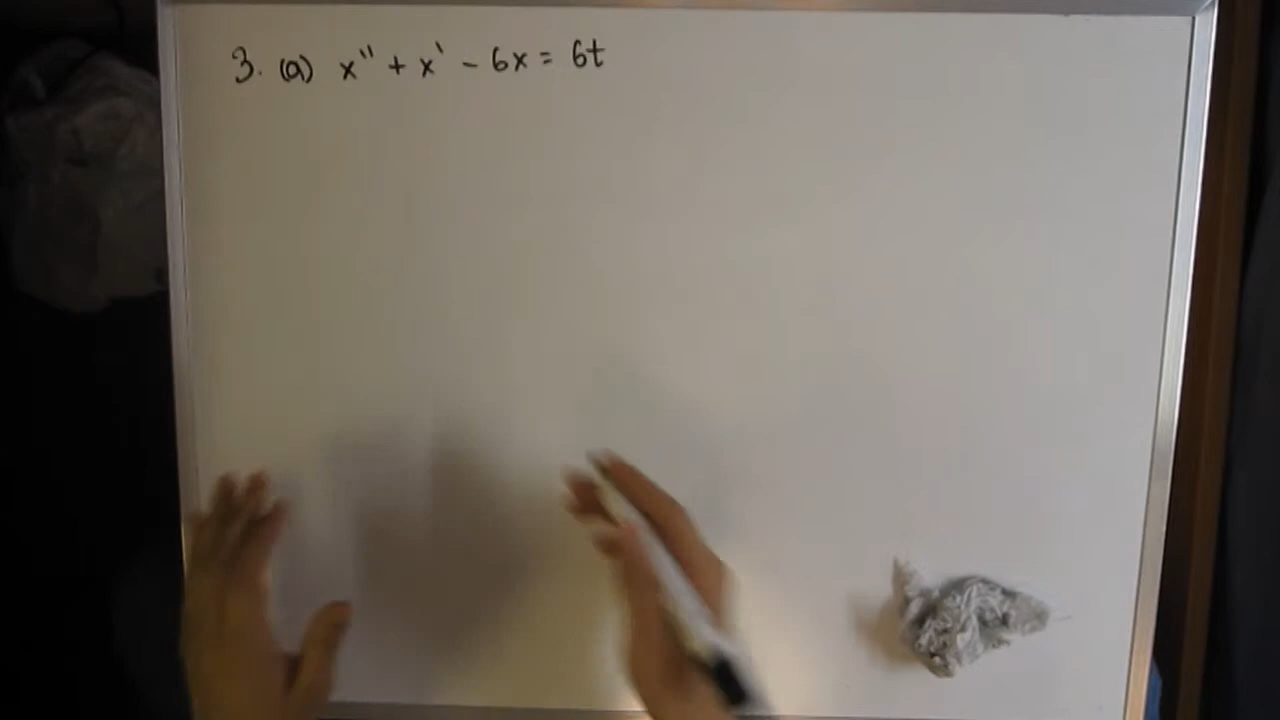 3. (a) x'' + x' - 6x = 6t